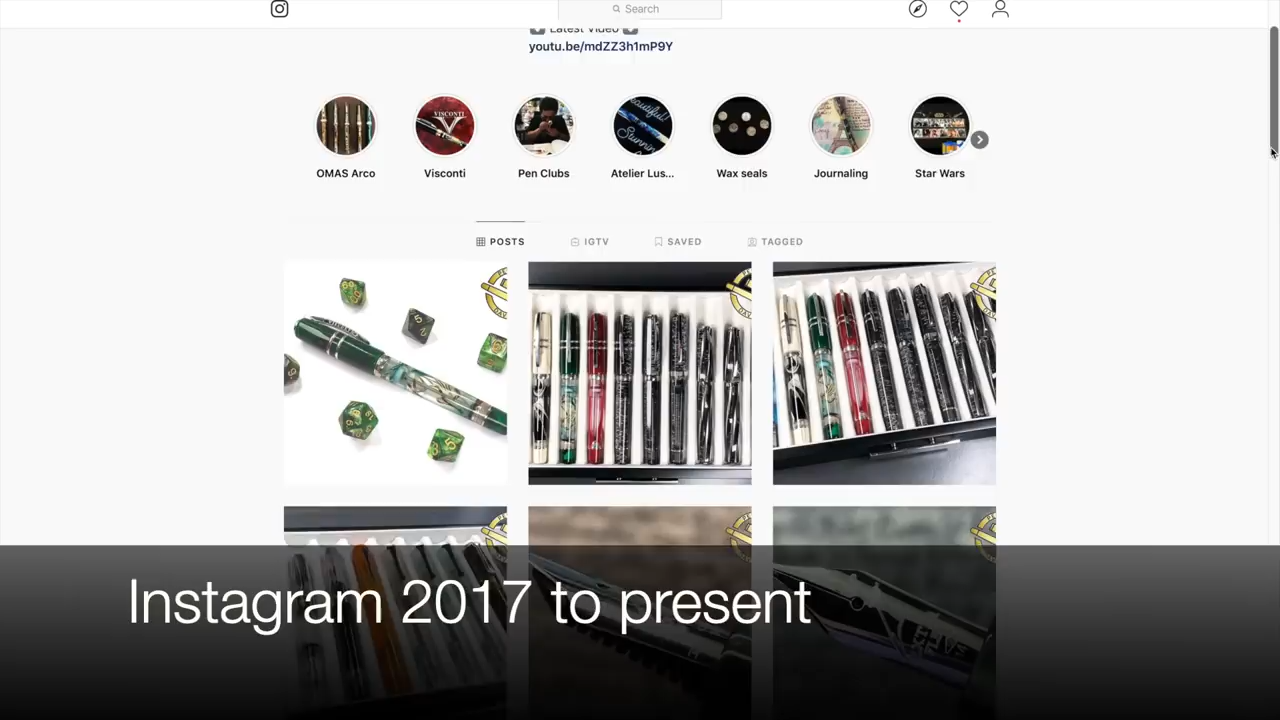 Search
Latest Video
youtu.be/mdZZ3h1mP9Y
VISCONTI
OMAS Arco
Visconti
Pen Clubs
Atelier Lus...
Wax seals
Journaling
Star Wars
POSTS
IGTV
SAVED
TAGGED
Instagram 2017 to present